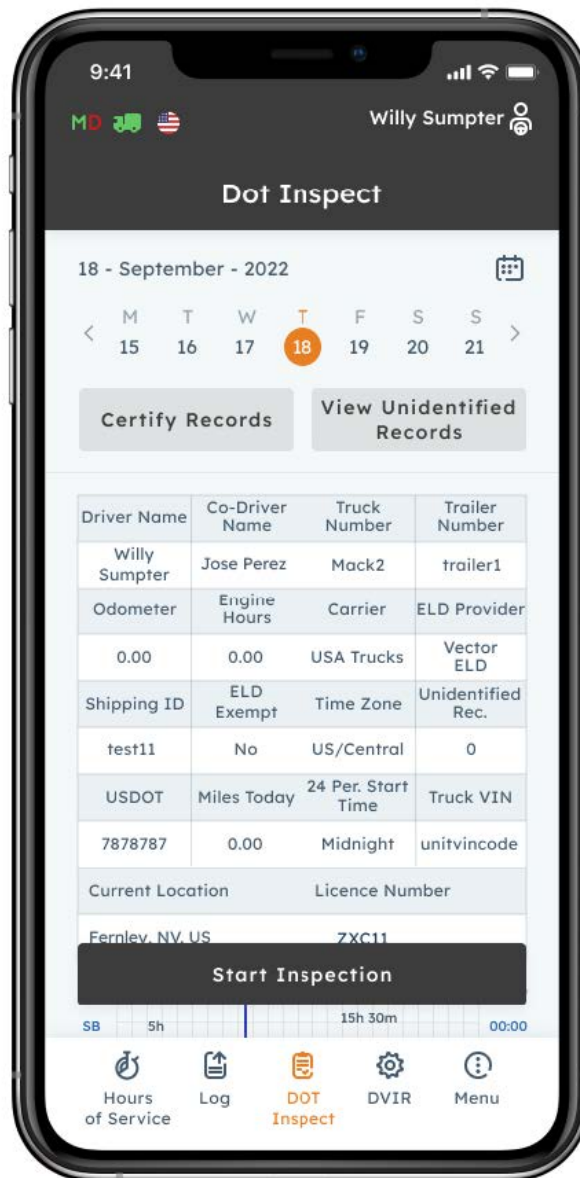 9:41
MD
Willy Sumpter
Dot Inspect
18 - September - 2022
M T W T F S S
15 16 17 18 19 20 21
Certify Records
View Unidentified
Records
Driver Name
Co-Driver
Name
Truck
Number
Trailer
Number
Willy
Sumpter
Jose Perez
Mack2
trailer1
Odometer
Engine
Hours
Carrier
ELD Provider
0.00
0.00
USA Trucks
Vector
ELD
Shipping ID
ELD
Exempt
Time Zone
Unidentified
Rec.
test11
No
US/Central
0
USDOT
Miles Today
24 Per. Start
Time
Truck VIN
7878787
0.00
Midnight
unitvincode
Current Location
Licence Number
Fernley, NV, US
ZXC11
Start Inspection
SB 5h 15h 30m 00:00
Hours
of Service
Log
DOT
Inspect
DVIR
Menu